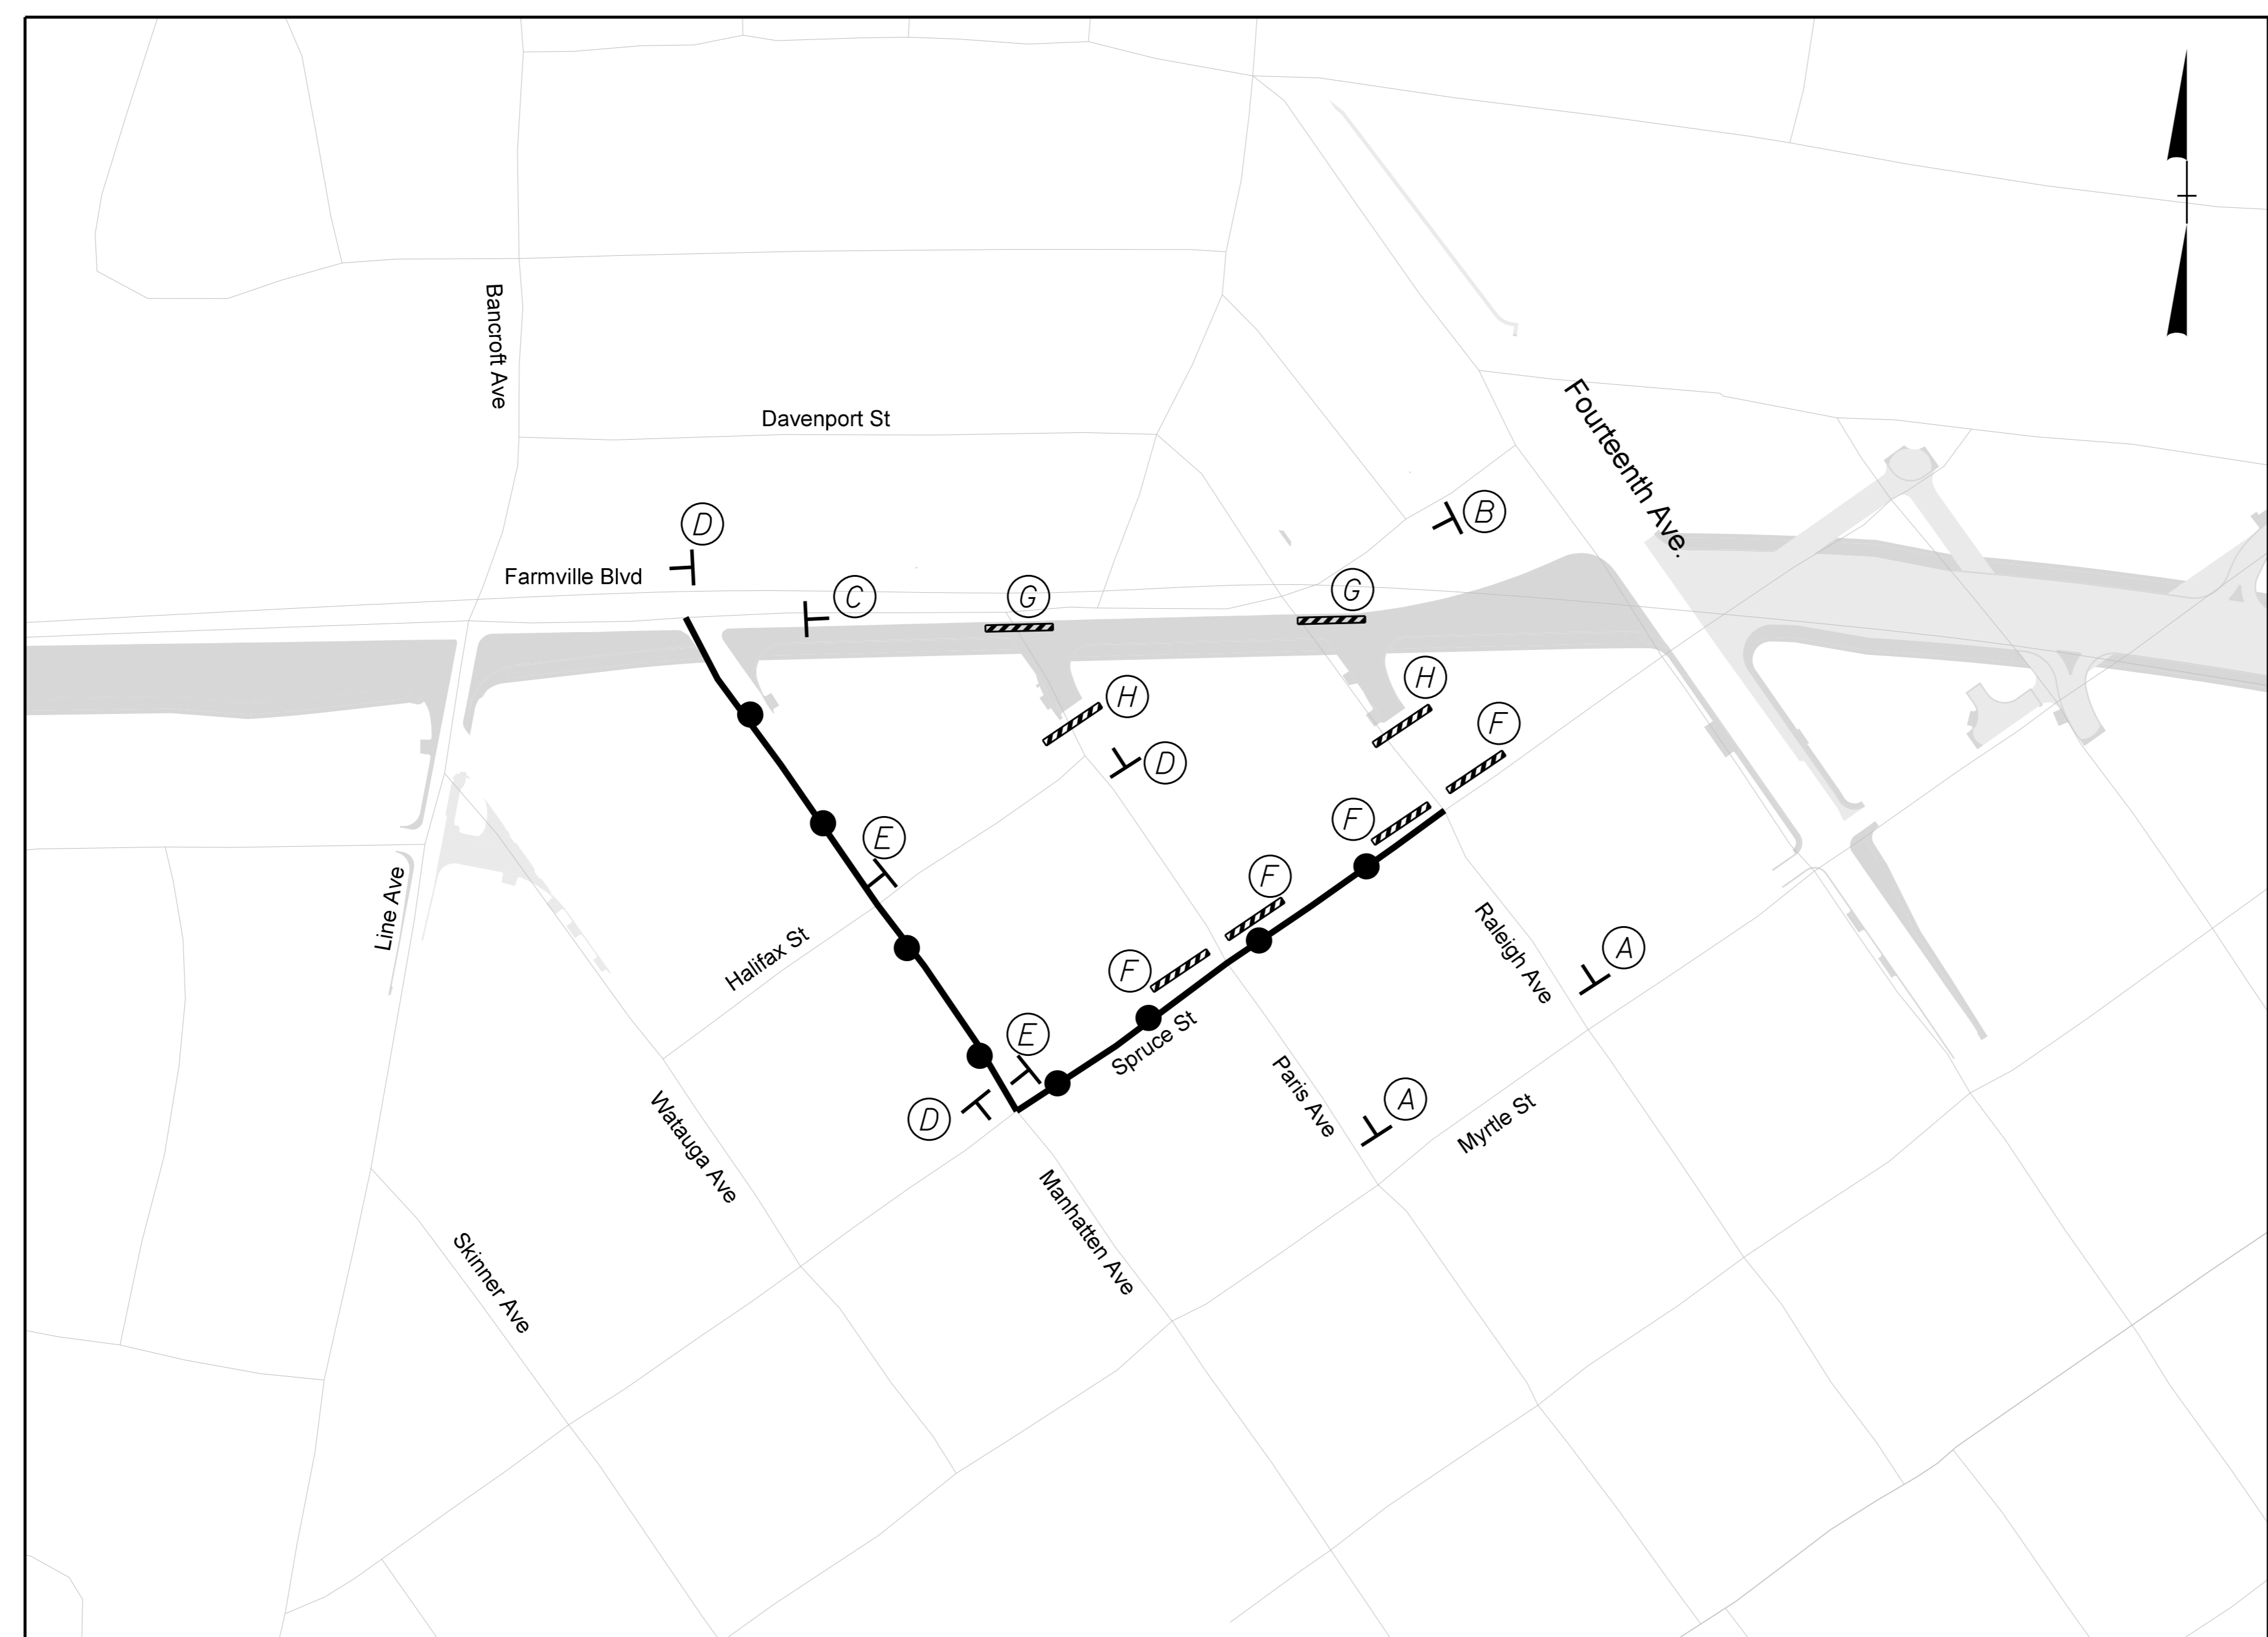 Bancroft Ave
Fourteenth Ave.
Davenport St
D
B
Farmville Blvd
C
G
G
H
H
F
D
F
E
F
Line Ave
Halifax St
Raleigh Ave
A
F
E
Spruce St
D
Watauga Ave
Paris Ave
A
Myrtle St
Manhatten Ave
Skinner Ave